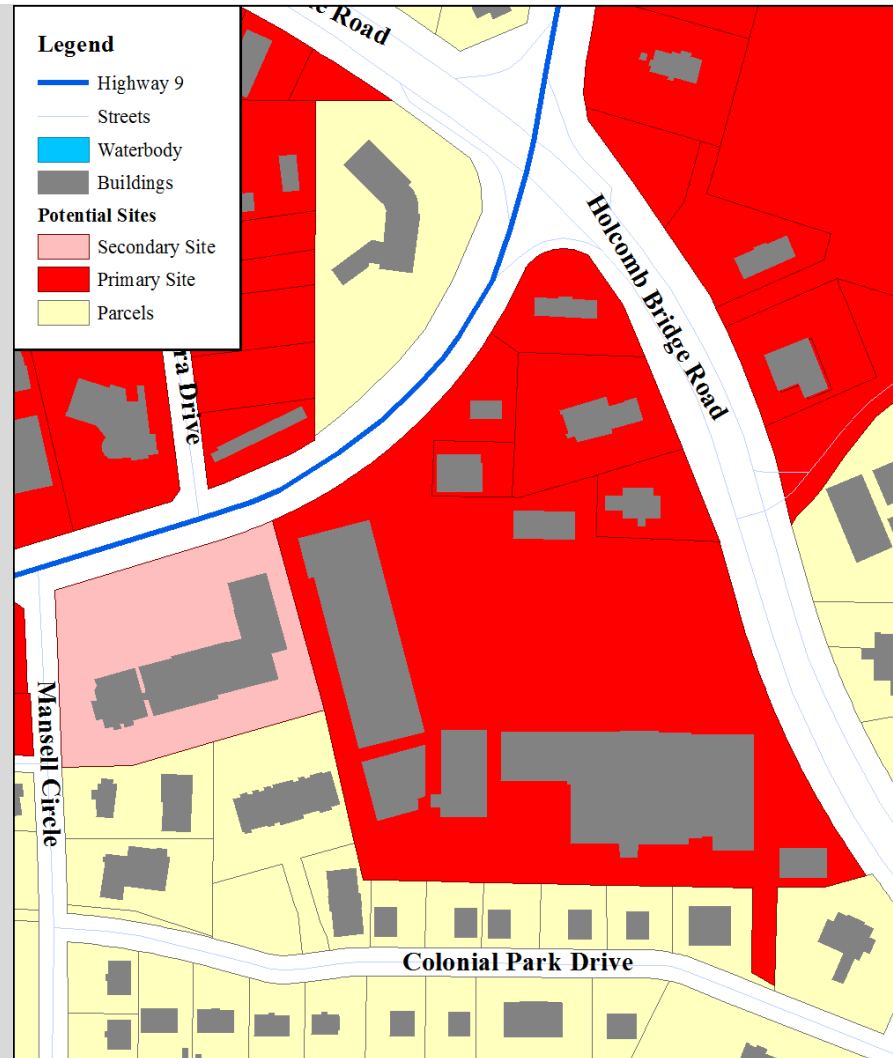 Legend
Highway 9
Streets
Waterbody
Buildings
Potential Sites
Secondary Site
Primary Site
Parcels
Road
Holcomb Bridge Road
Drive
Mansell Circle
Colonial Park Drive